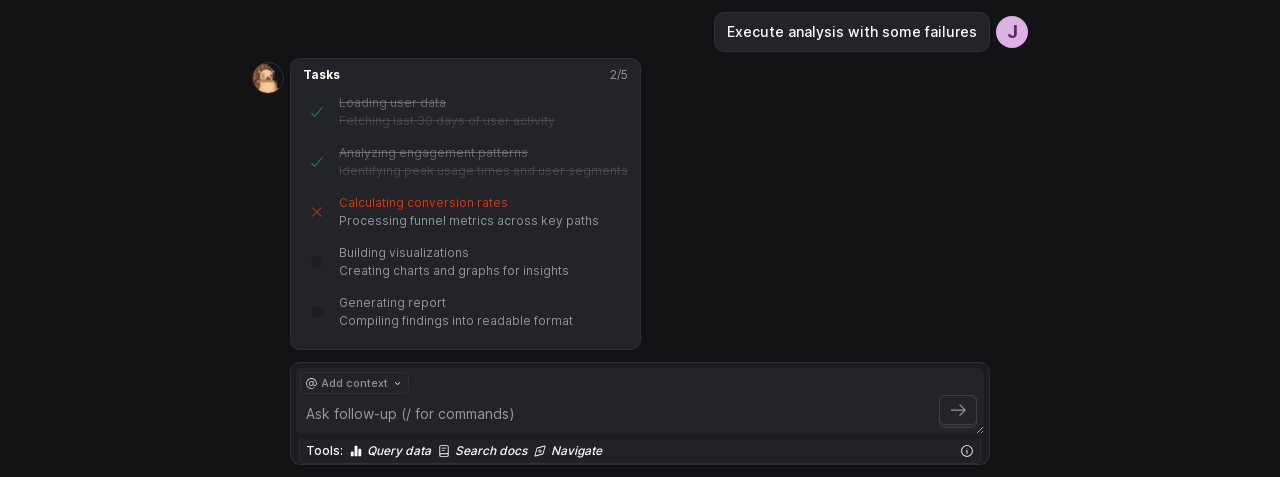 Execute analysis with some failures
J
Tasks 2/5
Loading user data
Fetching last 30 days of user activity
Analyzing engagement patterns
Identifying peak usage times and user segments
Calculating conversion rates
Processing funnel metrics across key paths
Building visualizations
Creating charts and graphs for insights
Generating report
Compiling findings into readable format
@ Add context
Ask follow-up (/ for commands)
Tools: Query data Search docs Navigate